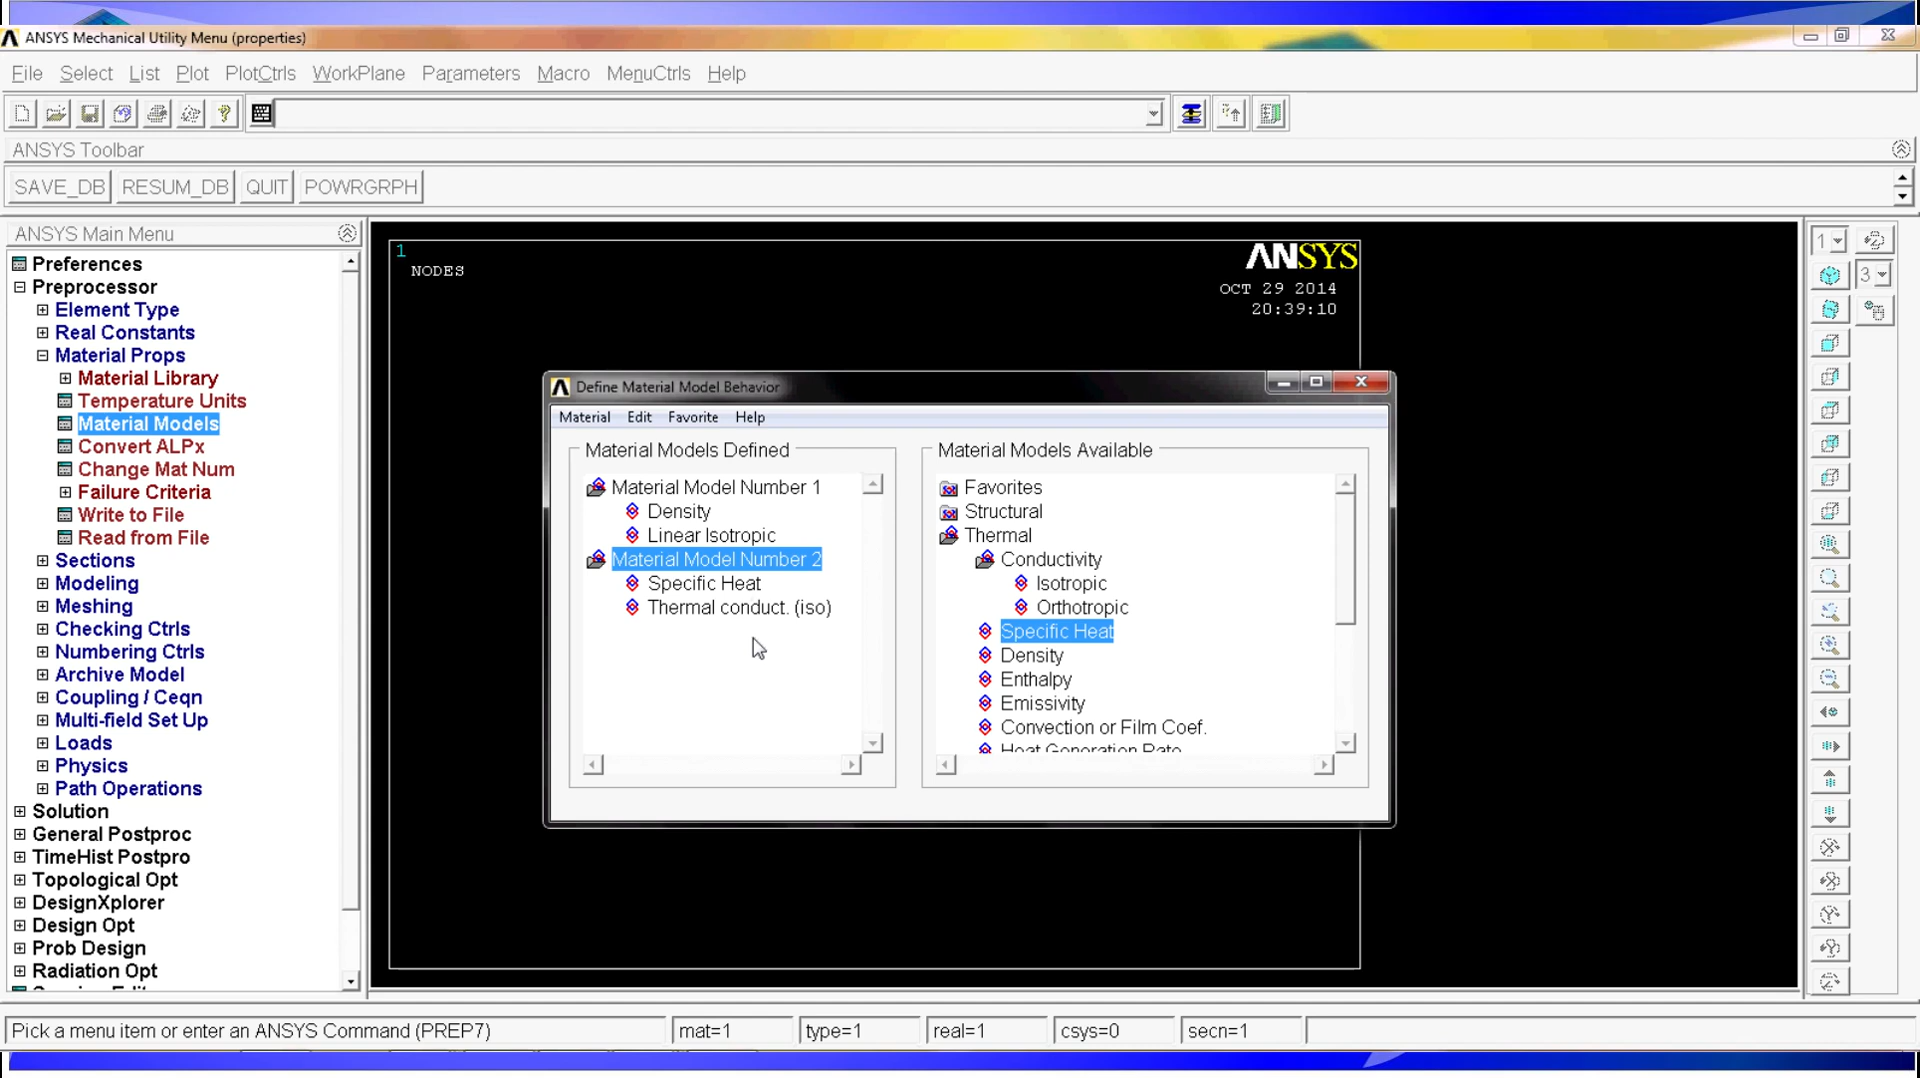 ANSYS Mechanical Utility Menu (properties)
File Select List Plot PlotCtrls WorkPlane Parameters Macro MenuCtrls Help
ANSYS Toolbar
SAVE_DB RESUM_DB QUIT POWRGRPH
ANSYS Main Menu
Preferences
Preprocessor
Element Type
Real Constants
Material Props
Material Library
Temperature Units
Material Models
Convert ALPx
Change Mat Num
Failure Criteria
Write to File
Read from File
Sections
Modeling
Meshing
Checking Ctrls
Numbering Ctrls
Archive Model
Coupling / Ceqn
Multi-field Set Up
Loads
Physics
Path Operations
Solution
General Postproc
TimeHist Postpro
Topological Opt
DesignXplorer
Design Opt
Prob Design
Radiation Opt
1
NODES
ANSYS
OCT 29 2014
20:39:10
Define Material Model Behavior
Material Edit Favorite Help
Material Models Defined
Material Model Number 1
Density
Linear Isotropic
Material Model Number 2
Specific Heat
Thermal conduct. (iso)
Material Models Available
Favorites
Structural
Thermal
Conductivity
Isotropic
Orthotropic
Specific Heat
Density
Enthalpy
Emissivity
Convection or Film Coef.
Heat Generation Rate
1
3
Pick a menu item or enter an ANSYS Command (PREP7)
mat=1
type=1
real=1
csys=0
secn=1